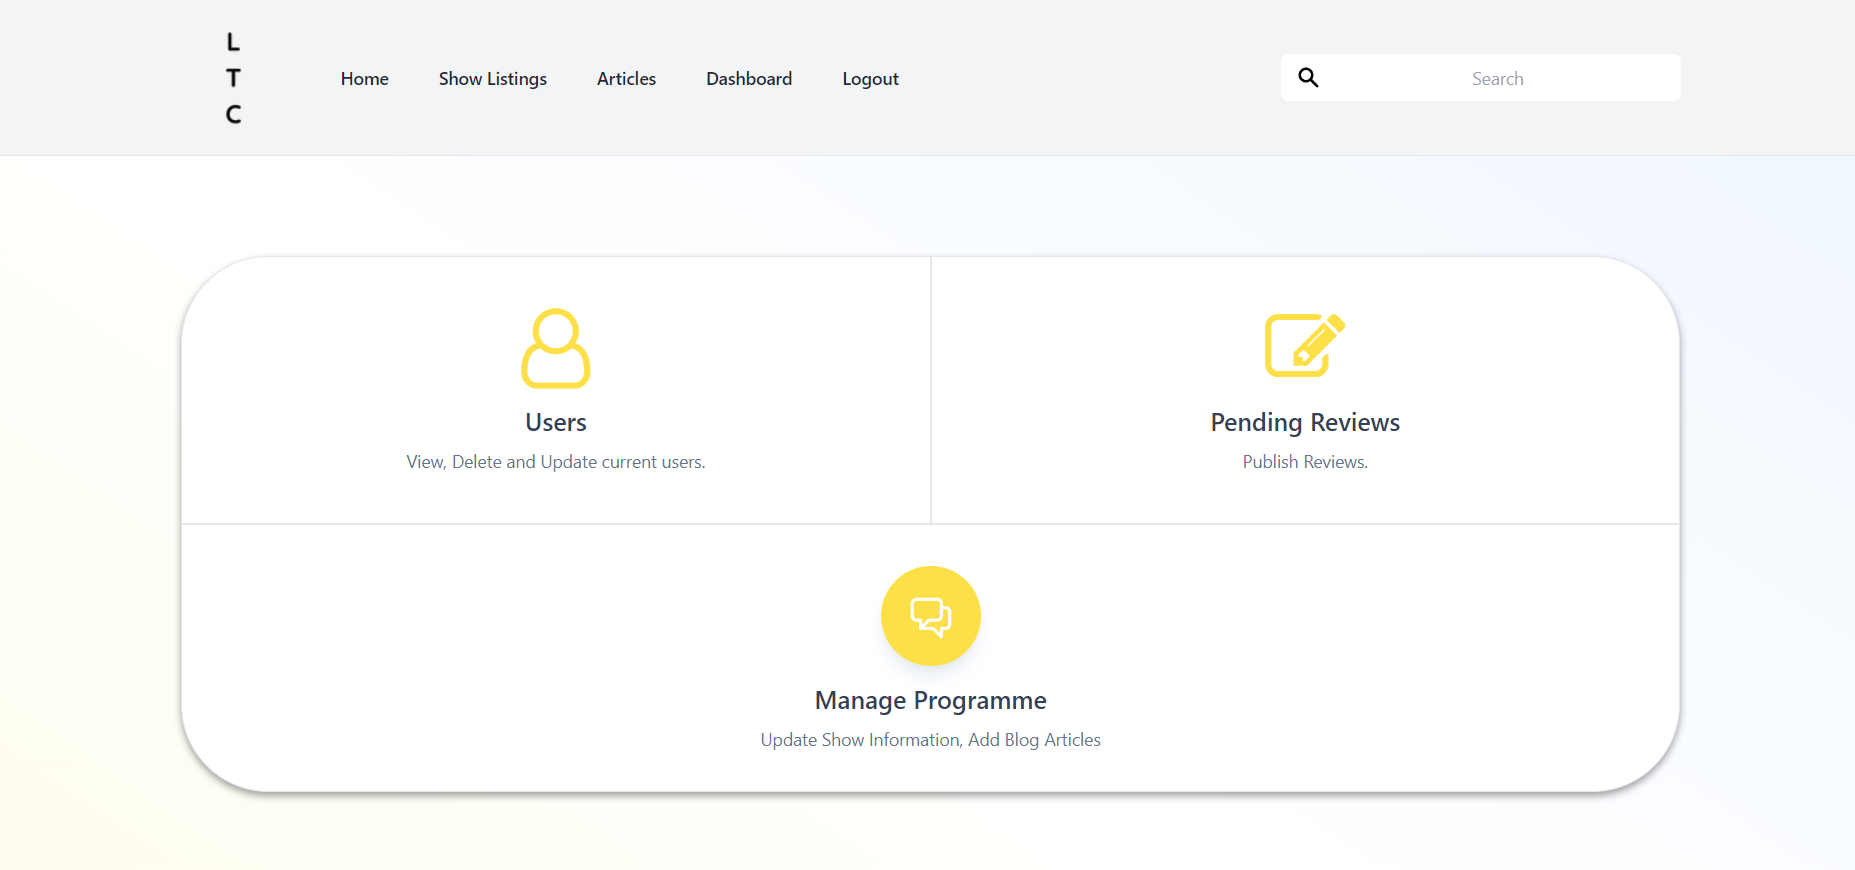 L
T
C
Home Show Listings Articles Dashboard Logout Search
Users
View, Delete and Update current users.
Pending Reviews
Publish Reviews.
Manage Programme
Update Show Information, Add Blog Articles